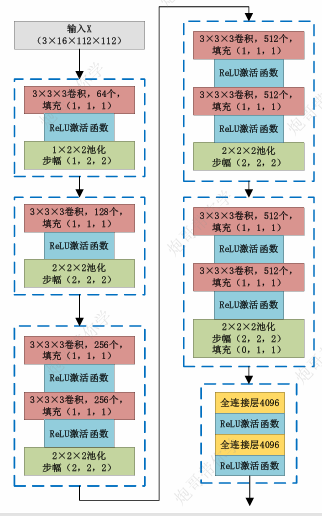 输入X
(3×16×112×112)
3×3×3卷积，64个，
填充(1, 1, 1)
ReLU激活函数
1×2×2池化
步幅(1, 2, 2)
3×3×3卷积，128个，
填充(1, 1, 1)
ReLU激活函数
2×2×2池化
步幅(2, 2, 2)
3×3×3卷积，256个，
填充(1, 1, 1)
ReLU激活函数
3×3×3卷积，256个，
填充(1, 1, 1)
ReLU激活函数
2×2×2池化
步幅(2, 2, 2)
3×3×3卷积，512个，
填充(1, 1, 1)
ReLU激活函数
3×3×3卷积，512个，
填充(1, 1, 1)
ReLU激活函数
2×2×2池化
步幅(2, 2, 2)
3×3×3卷积，512个，
填充(1, 1, 1)
ReLU激活函数
3×3×3卷积，512个，
填充(1, 1, 1)
ReLU激活函数
2×2×2池化
步幅(2, 2, 2)
填充(0, 1, 1)
全连接层4096
ReLU激活函数
全连接层4096
ReLU激活函数